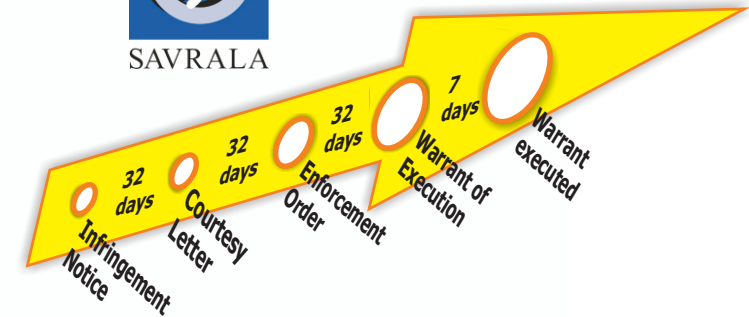 SAVRALA
32
days
32
days
32
days
7
days
Infringement
Notice
Courtesy
Letter
Enforcement
Order
Warrant of
Execution
Warrant
executed